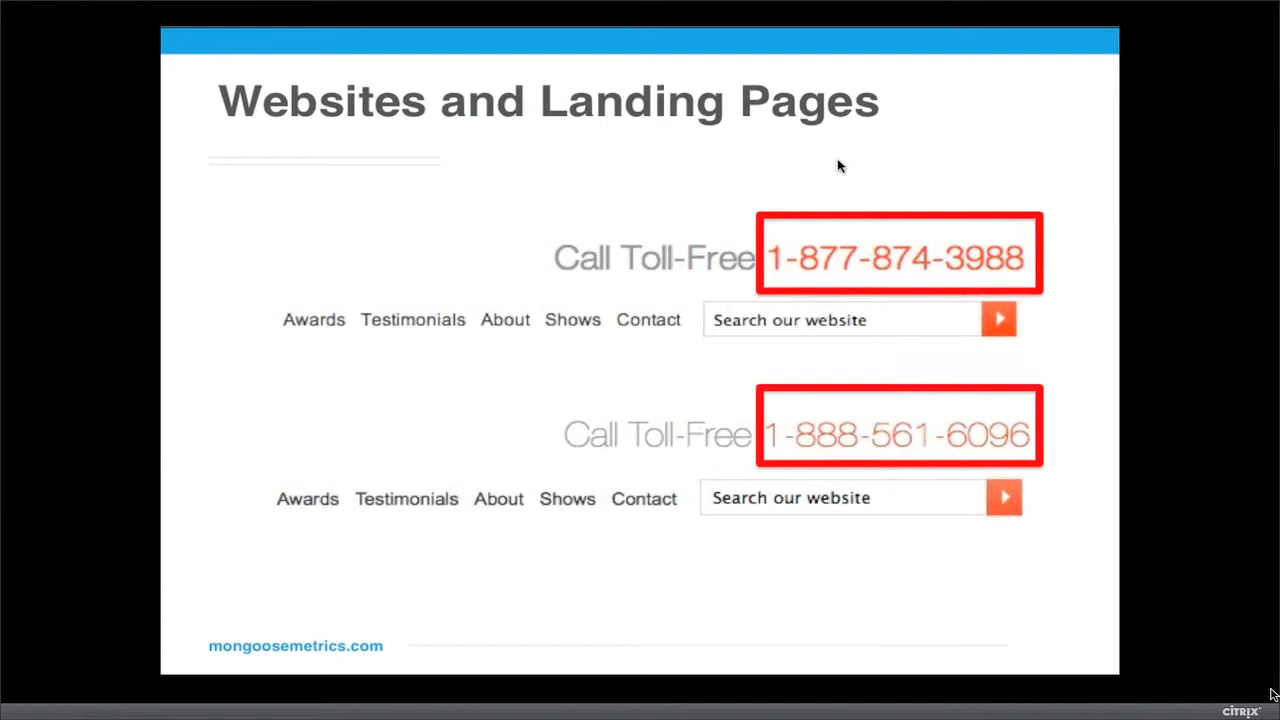 Websites and Landing Pages
Call Toll-Free 1-877-874-3988
Awards Testimonials About Shows Contact Search our website
Call Toll-Free 1-888-561-6096
Awards Testimonials About Shows Contact Search our website
mongoosemetrics.com
CITRIX